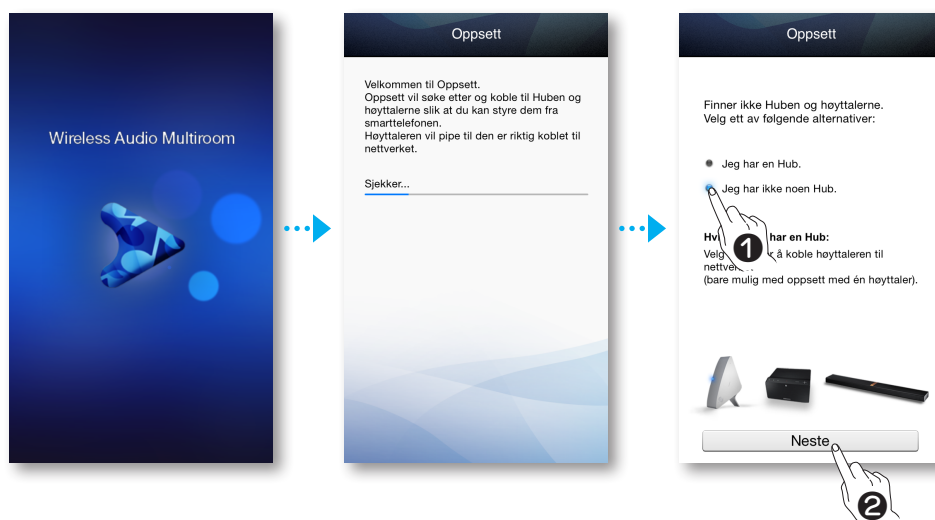 Wireless Audio Multiroom
Oppsett
Velkommen til Oppsett.
Oppsett vil søke etter og koble til Huben og
høyttalerne slik at du kan styre dem fra
smarttelefonen.
Høyttaleren vil pipe til den er riktig koblet til
nettverket.
Sjekker...
Oppsett
Finner ikke Huben og høyttalerne.
Velg ett av følgende alternativer:
Jeg har en Hub.
Jeg har ikke noen Hub.
1
har en Hub:
Velg å koble høyttaleren til
(bare mulig med oppsett med én høyttaler).
Neste
2